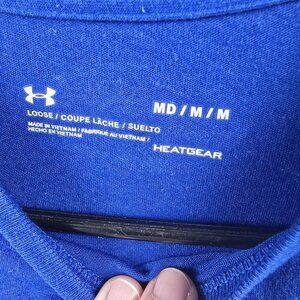 MD / M / M
LOOSE / COUPE LÂCHE / SUELTO
MADE IN VIETNAM / FABRIQUÉ AU VIETNAM /
HECHO EN VIETNAM
HEATGEAR